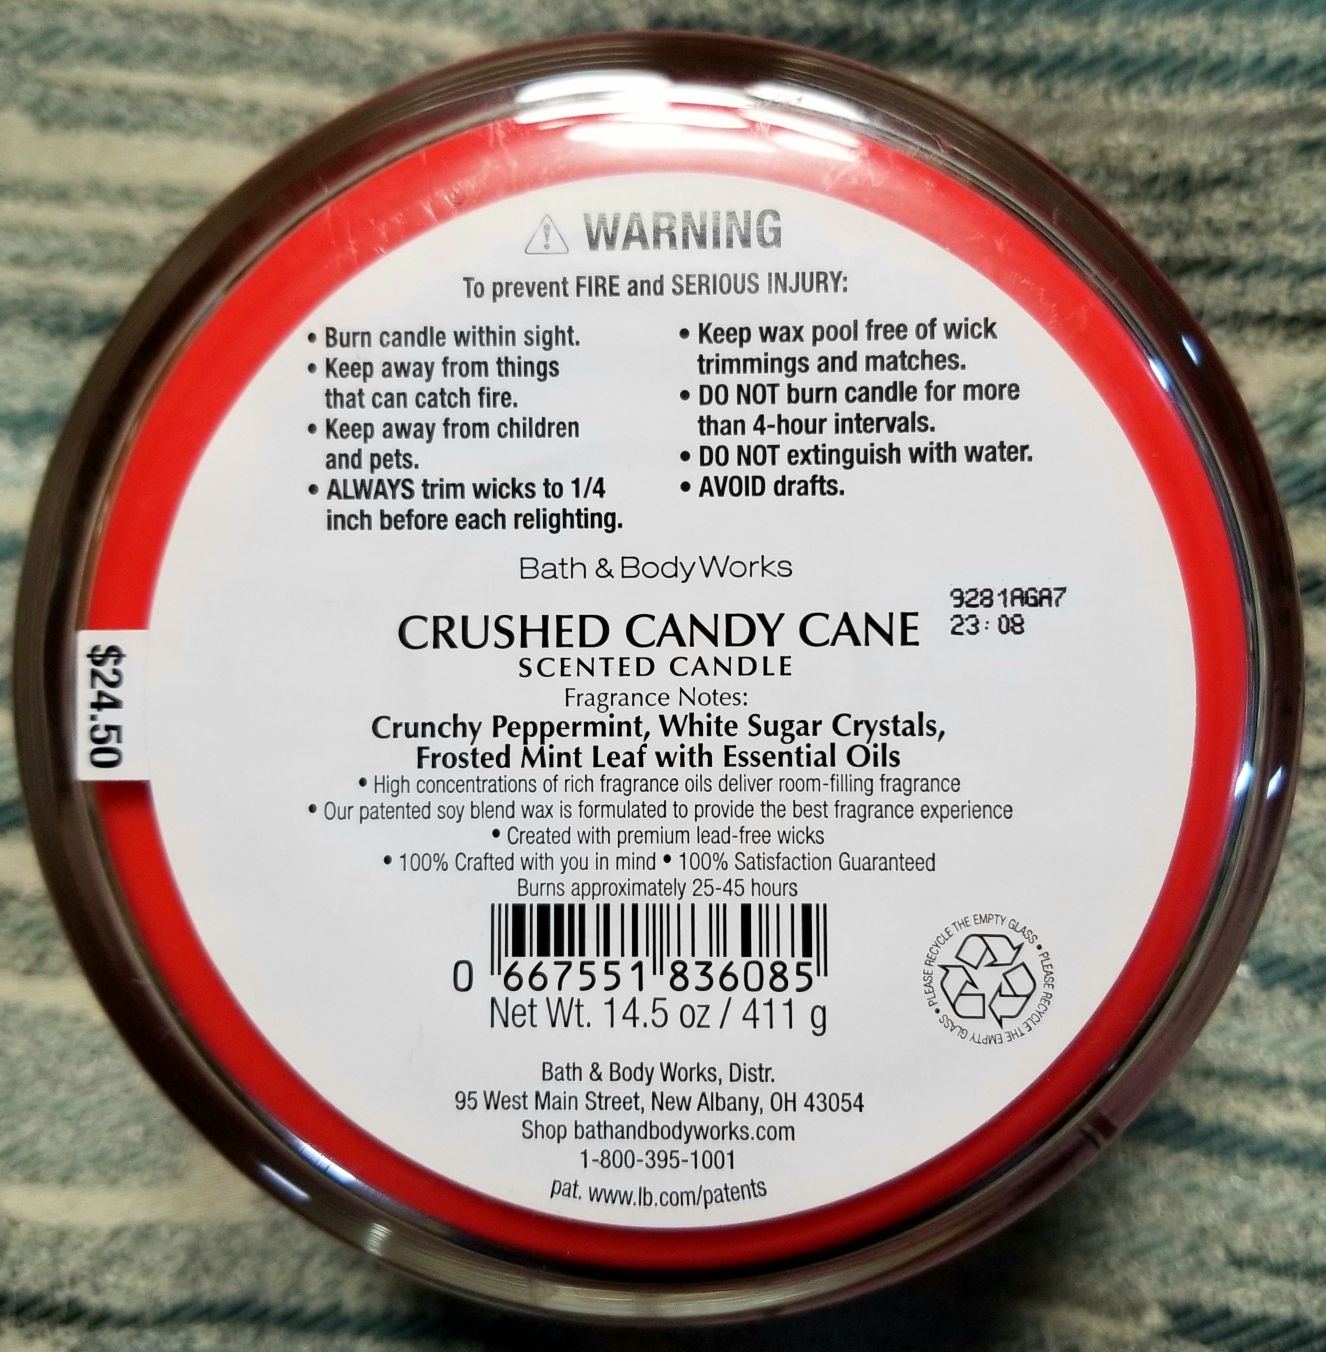 WARNING
To prevent FIRE and SERIOUS INJURY:
• Burn candle within sight.
• Keep away from things
that can catch fire.
• Keep away from children
and pets.
• ALWAYS trim wicks to 1/4
inch before each relighting.
• Keep wax pool free of wick
trimmings and matches.
• DO NOT burn candle for more
than 4-hour intervals.
• DO NOT extinguish with water.
• AVOID drafts.
Bath & Body Works
9281AGA7
23:08
CRUSHED CANDY CANE
SCENTED CANDLE
Fragrance Notes:
Crunchy Peppermint, White Sugar Crystals,
Frosted Mint Leaf with Essential Oils
• High concentrations of rich fragrance oils deliver room-filling fragrance
• Our patented soy blend wax is formulated to provide the best fragrance experience
• Created with premium lead-free wicks
• 100% Crafted with you in mind • 100% Satisfaction Guaranteed
Burns approximately 25-45 hours
0 667551 836085
Net Wt. 14.5 oz / 411 g
PLEASE RECYCLE THE EMPTY GLASS • PLEASE RECYCLE THE EMPTY GLASS •
Bath & Body Works, Distr.
95 West Main Street, New Albany, OH 43054
Shop bathandbodyworks.com
1-800-395-1001
pat. www.lb.com/patents
$24.50